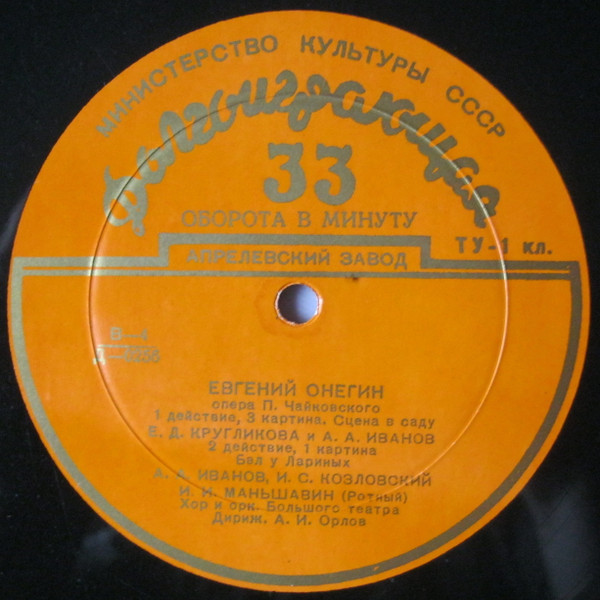 МИНИСТЕРСТВО КУЛЬТУРЫ СССР
Долгоиграющая
33
ОБОРОТА В МИНУТУ
ТУ-1 кл.
АПРЕЛЕВСКИЙ ЗАВОД
В-4
ЕВГЕНИЙ ОНЕГИН
опера П. Чайковского
1 действие, 3 картина. Сцена в саду
Е. Д. КРУГЛИКОВА и А. А. ИВАНОВ
2 действие, 1 картина
Бал у Лариных
А. А. ИВАНОВ, И. С. КОЗЛОВСКИЙ
И. И. МАНЬШАВИН (Ротный)
Хор и орк. Большого театра
Дириж. А. И. Орлов